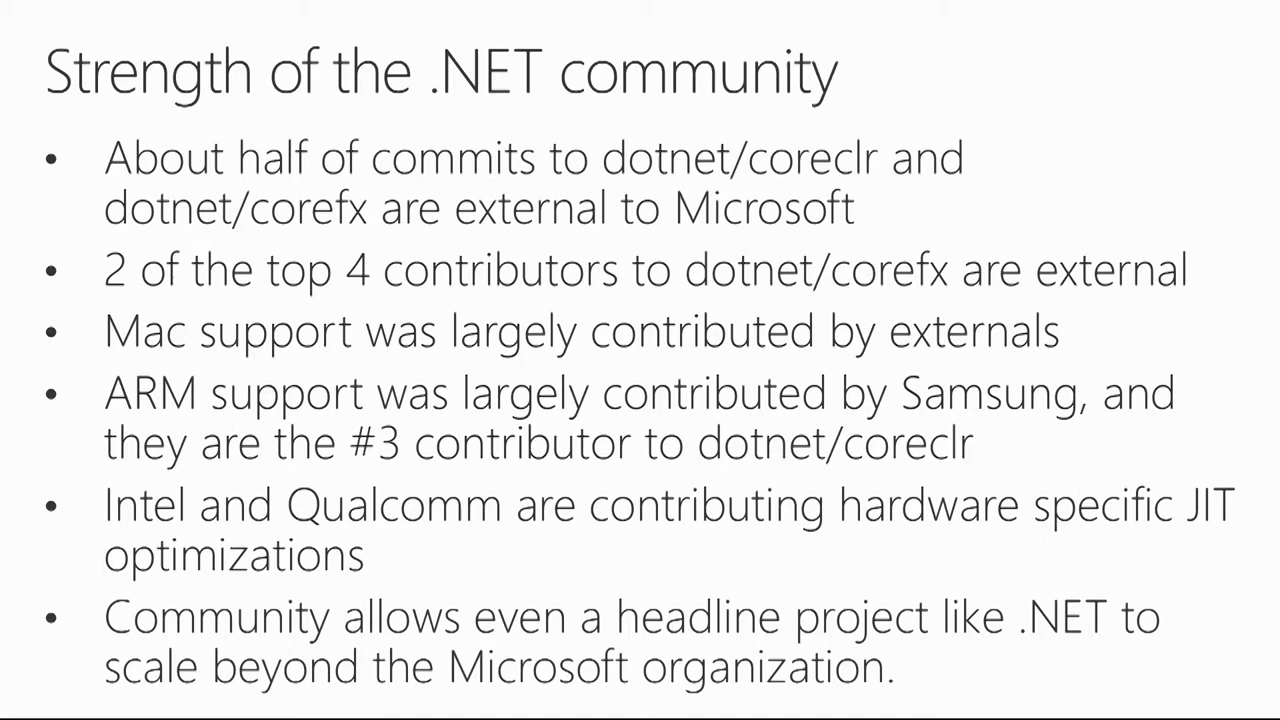 Strength of the .NET community
• About half of commits to dotnet/coreclr and
dotnet/corefx are external to Microsoft
• 2 of the top 4 contributors to dotnet/corefx are external
• Mac support was largely contributed by externals
• ARM support was largely contributed by Samsung, and
they are the #3 contributor to dotnet/coreclr
• Intel and Qualcomm are contributing hardware specific JIT
optimizations
• Community allows even a headline project like .NET to
scale beyond the Microsoft organization.